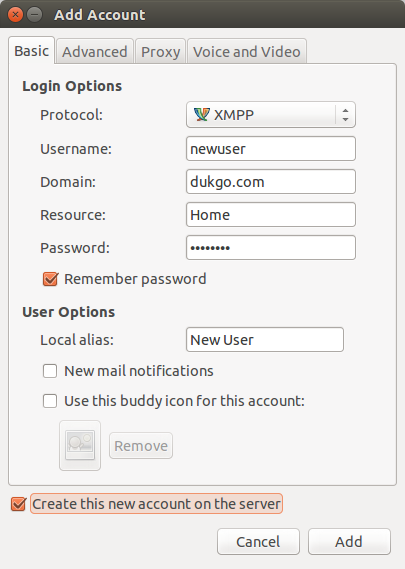 Add Account
Basic Advanced Proxy Voice and Video
Login Options
Protocol: XMPP
Username: newuser
Domain: dukgo.com
Resource: Home
Password: ••••••••
Remember password
User Options
Local alias: New User
New mail notifications
Use this buddy icon for this account:
Remove
Create this new account on the server
Cancel Add